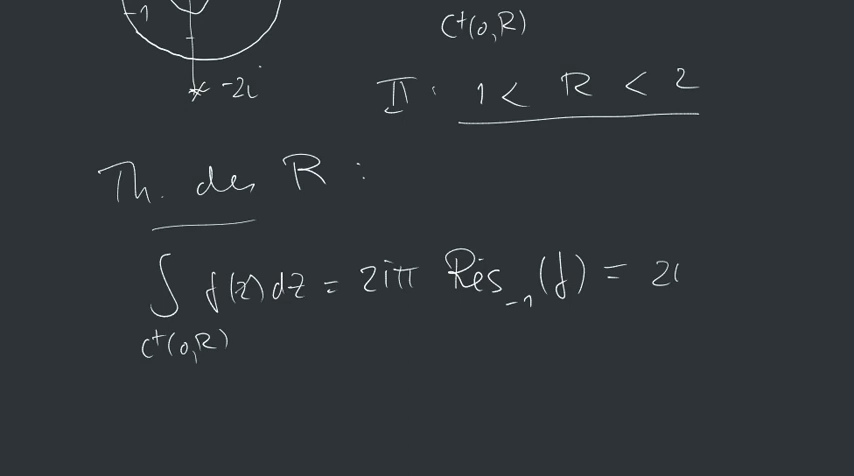 -1
C⁺(0,R)
-2i
II: 1 < R < 2
Th. des R :
∫ f(z)dz = 2iπ Rés₋₁(f) = 2i
C⁺(0,R)